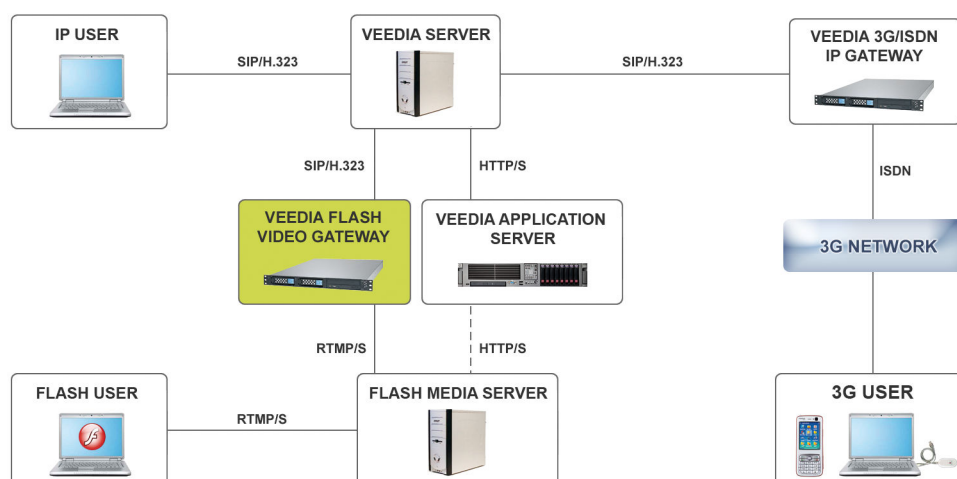 IP USER
SIP/H.323
VEEDIA SERVER
SIP/H.323
VEEDIA 3G/ISDN
IP GATEWAY
SIP/H.323
HTTP/S
ISDN
VEEDIA FLASH
VIDEO GATEWAY
VEEDIA APPLICATION
SERVER
3G NETWORK
RTMP/S
HTTP/S
FLASH USER
RTMP/S
FLASH MEDIA SERVER
3G USER